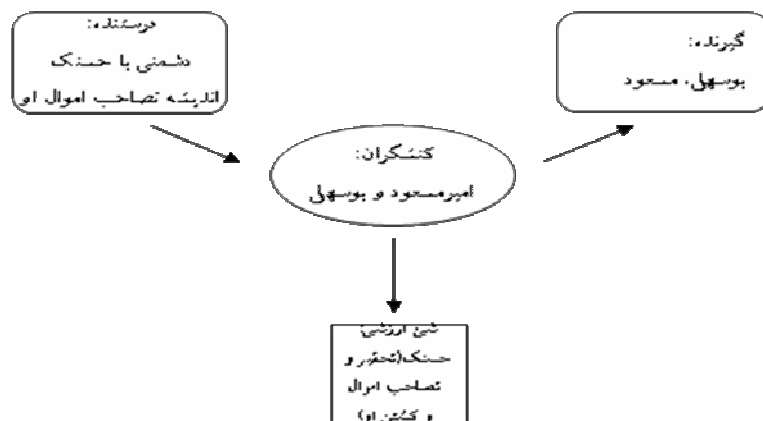 فرستنده:
دشمنی با حسنک
اندیشه تصاحب اموال او
گیرنده:
بوسهل، مسعود
کنشگران:
امیرمسعود و بوسهل
شیئ ارزشی:
حسنک(تحقیر و
تصاحب اموال
و کشتن او)